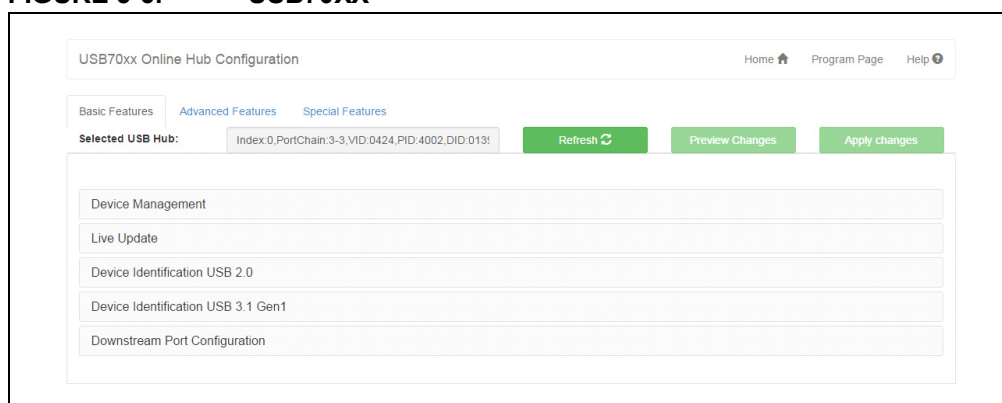 USB70xx Online Hub Configuration Home Program Page Help
Basic Features Advanced Features Special Features
Selected USB Hub: Index:0,PortChain:3-3,VID:0424,PID:4002,DID:0139 Refresh Preview Changes Apply changes
Device Management
Live Update
Device Identification USB 2.0
Device Identification USB 3.1 Gen1
Downstream Port Configuration